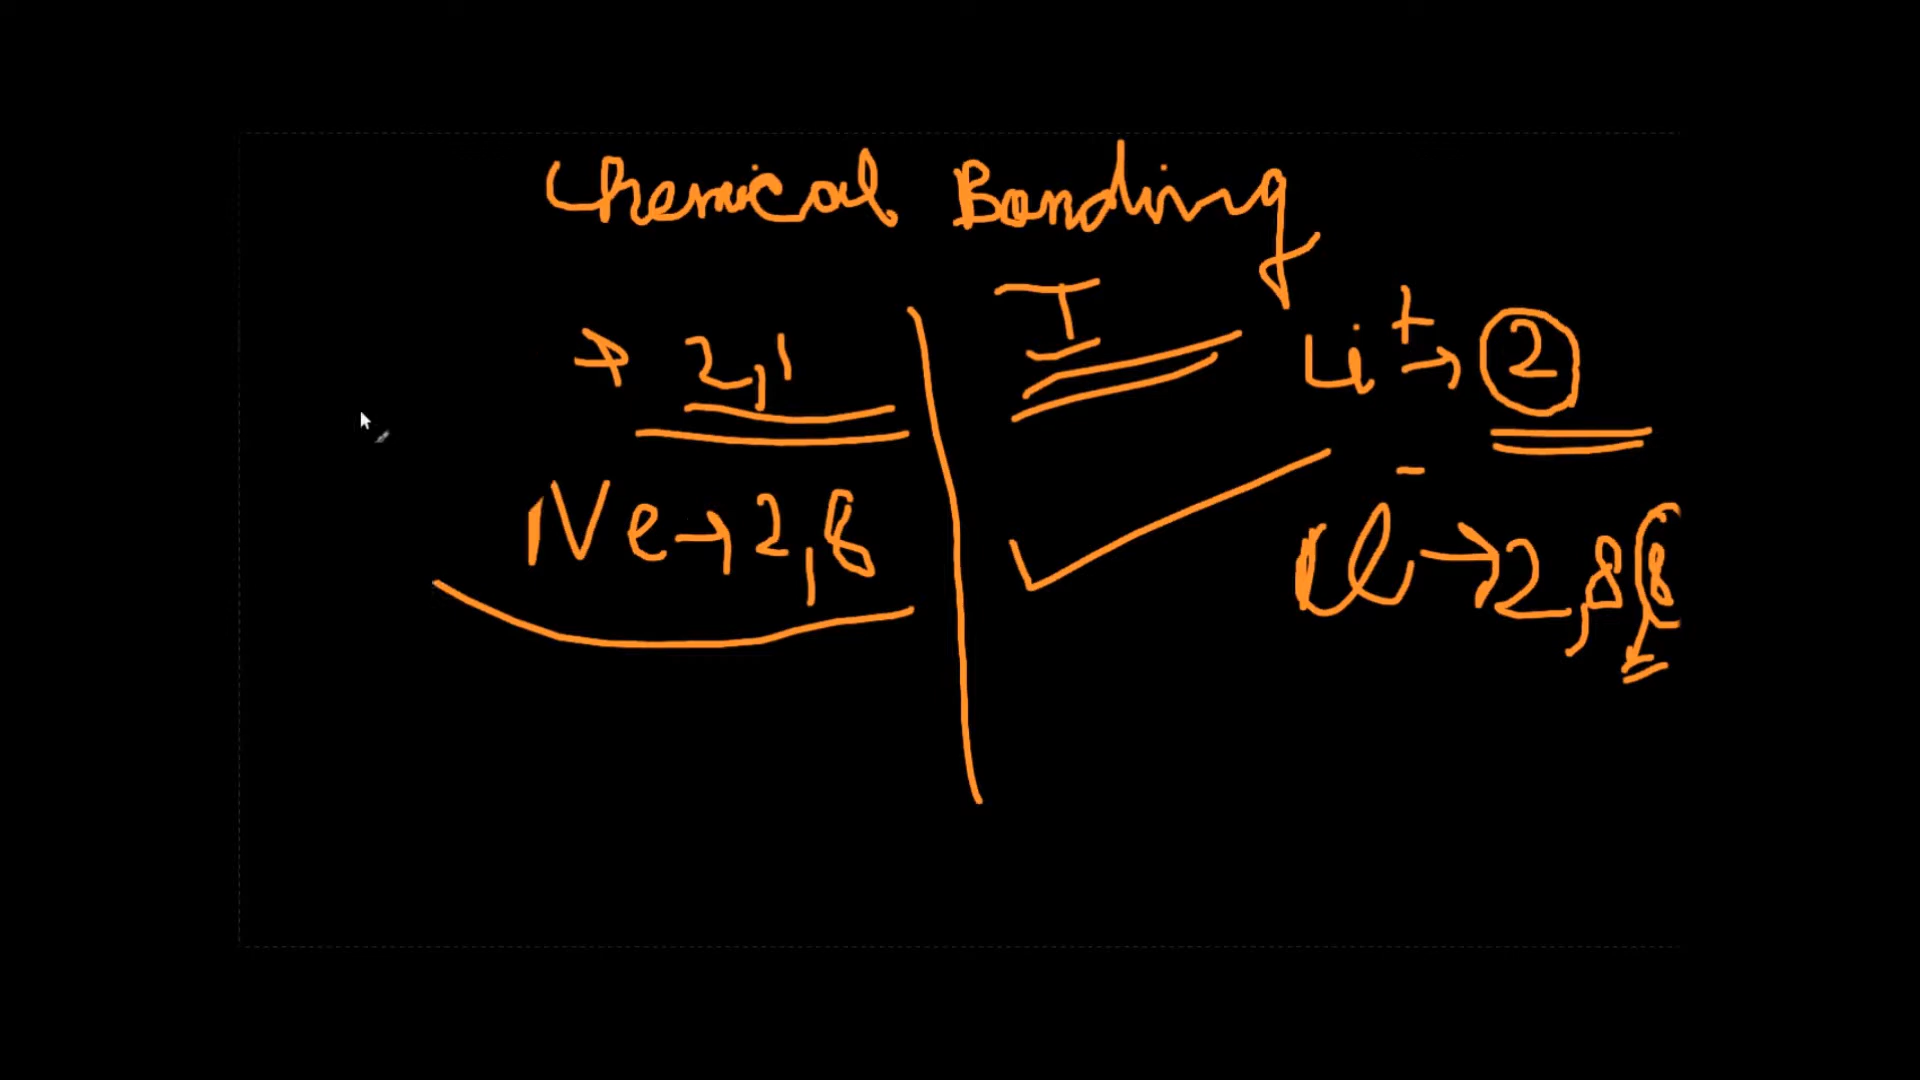 Chemical Bonding
I
→ 2,1
Ne → 2,8
Li⁺ → 2
Cl⁻ → 2,8,8